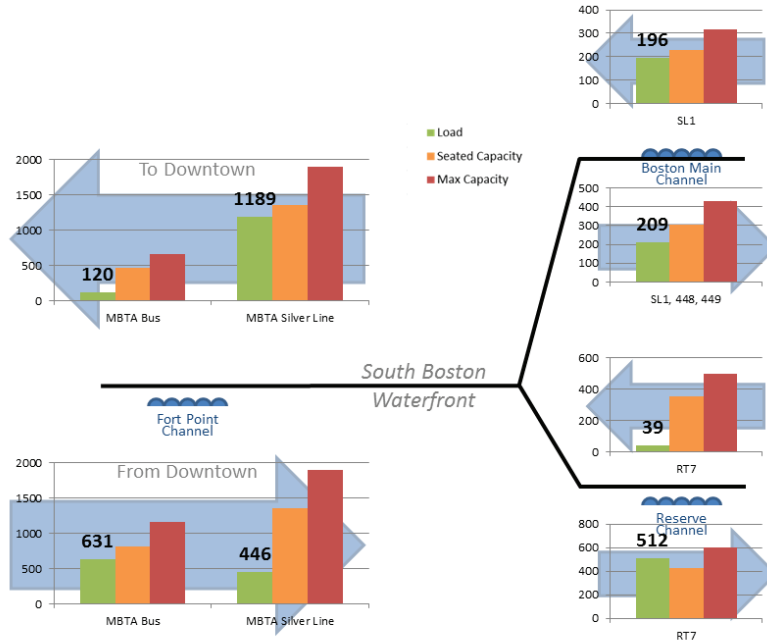 400
300
200
100
0
196
SL1
Load
Seated Capacity
Max Capacity
To Downtown
2000
1500
1000
500
0
120
1189
MBTA Bus
MBTA Silver Line
Boston Main
Channel
500
400
300
200
100
0
209
SL1, 448, 449
South Boston
Waterfront
Fort Point
Channel
600
400
200
0
39
RT7
From Downtown
2000
1500
1000
500
0
631
446
MBTA Bus
MBTA Silver Line
Reserve
Channel
800
600
400
200
0
512
RT7